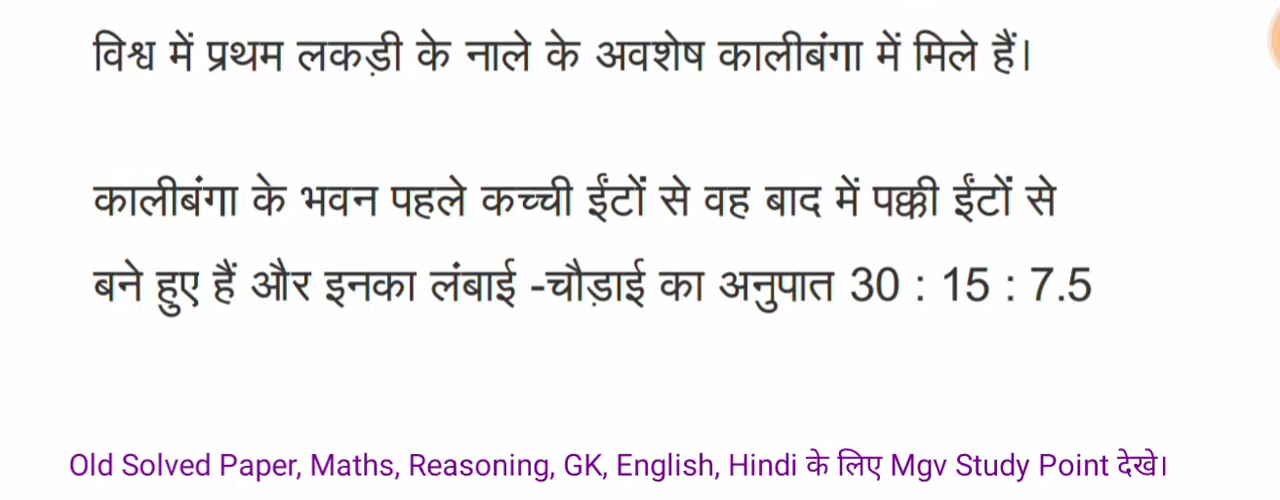 विश्व में प्रथम लकड़ी के नाले के अवशेष कालीबंगा में मिले हैं।
कालीबंगा के भवन पहले कच्ची ईंटों से वह बाद में पक्की ईंटों से
बने हुए हैं और इनका लंबाई -चौड़ाई का अनुपात 30 : 15 : 7.5
Old Solved Paper, Maths, Reasoning, GK, English, Hindi के लिए Mgv Study Point देखे।